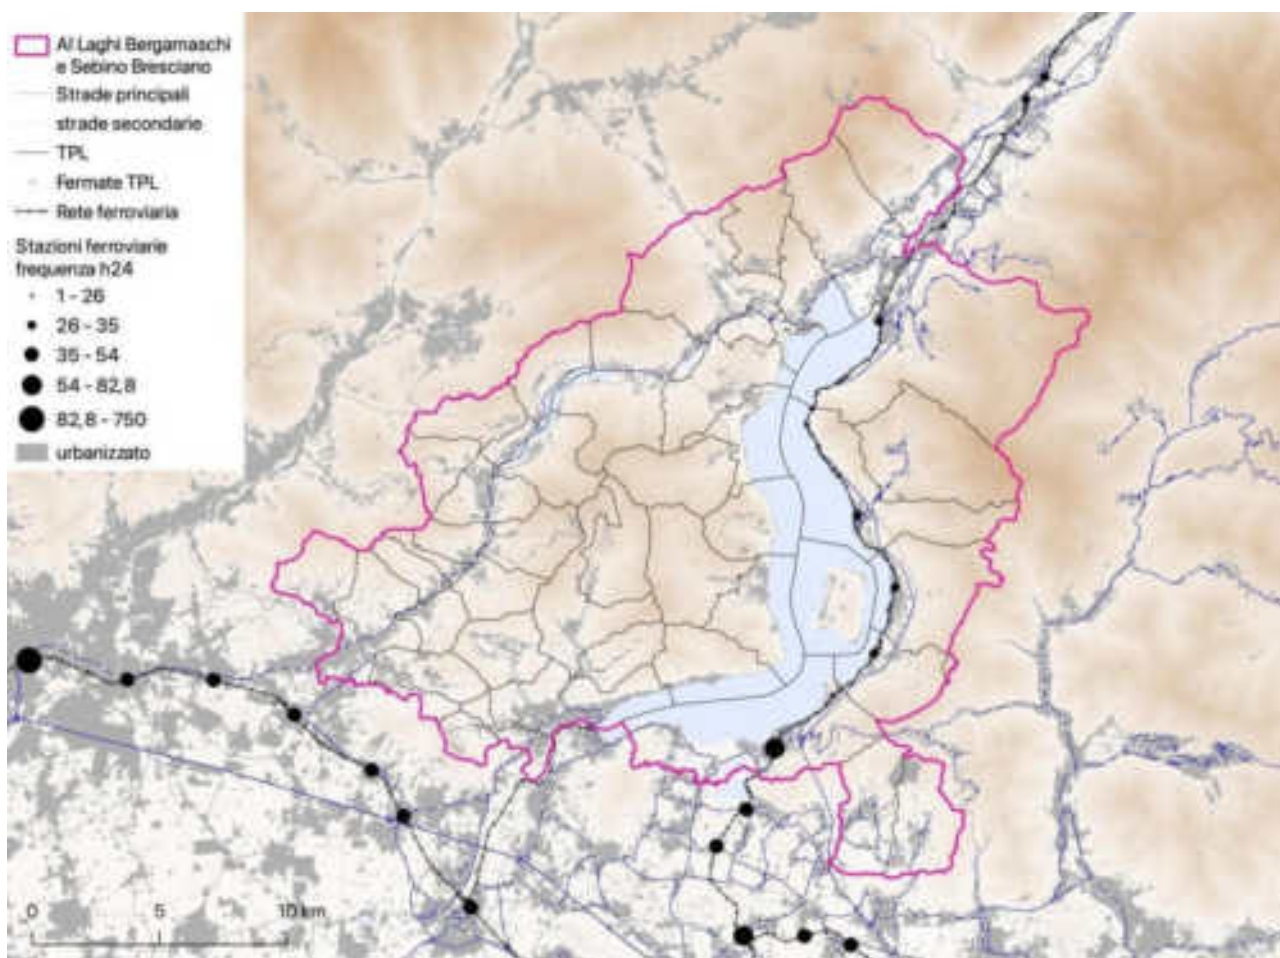 AI Laghi Bergamaschi
e Sebino Bresciano
Strade principali
strade secondarie
TPL
Fermate TPL
Rete ferroviaria
Stazioni ferroviarie
frequenza h24
1 - 26
26 - 35
35 - 54
54 - 82,8
82,8 - 750
urbanizzato
0 5 10 km